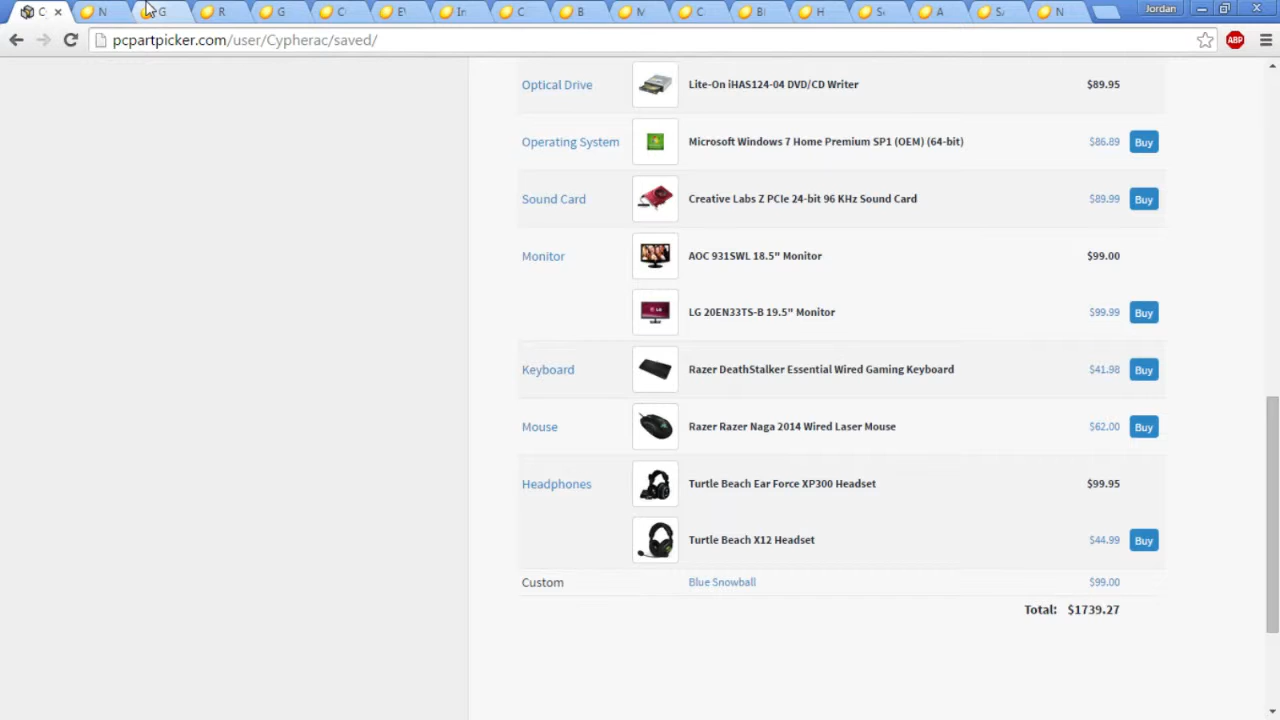 C N G R G C E\ In C B M C Bl H S A S N Jordan
pcpartpicker.com/user/Cypherac/saved/ ABP
Optical Drive Lite-On iHAS124-04 DVD/CD Writer $89.95
Operating System Microsoft Windows 7 Home Premium SP1 (OEM) (64-bit) $86.89 Buy
Sound Card Creative Labs Z PCIe 24-bit 96 KHz Sound Card $89.99 Buy
Monitor AOC 931SWL 18.5" Monitor $99.00
LG 20EN33TS-B 19.5" Monitor $99.99 Buy
Keyboard Razer DeathStalker Essential Wired Gaming Keyboard $41.98 Buy
Mouse Razer Razer Naga 2014 Wired Laser Mouse $62.00 Buy
Headphones Turtle Beach Ear Force XP300 Headset $99.95
Turtle Beach X12 Headset $44.99 Buy
Custom Blue Snowball $99.00
Total: $1739.27